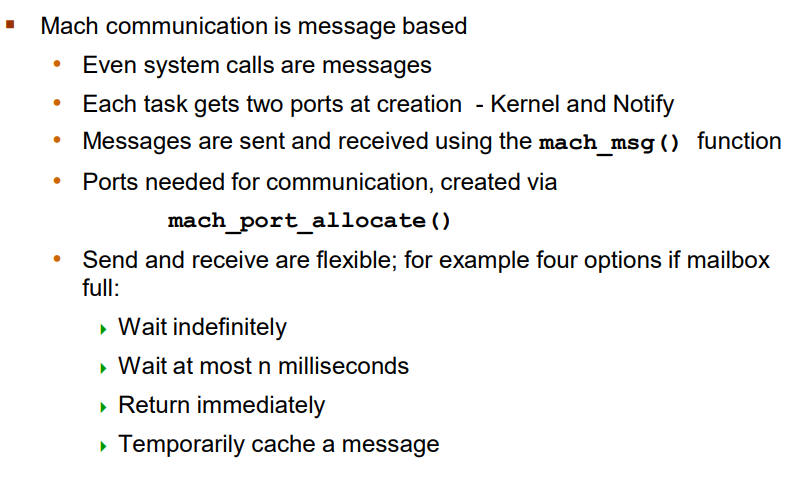 ▪ Mach communication is message based
• Even system calls are messages
• Each task gets two ports at creation - Kernel and Notify
• Messages are sent and received using the mach_msg() function
• Ports needed for communication, created via
mach_port_allocate()
• Send and receive are flexible; for example four options if mailbox
full:
‣ Wait indefinitely
‣ Wait at most n milliseconds
‣ Return immediately
‣ Temporarily cache a message